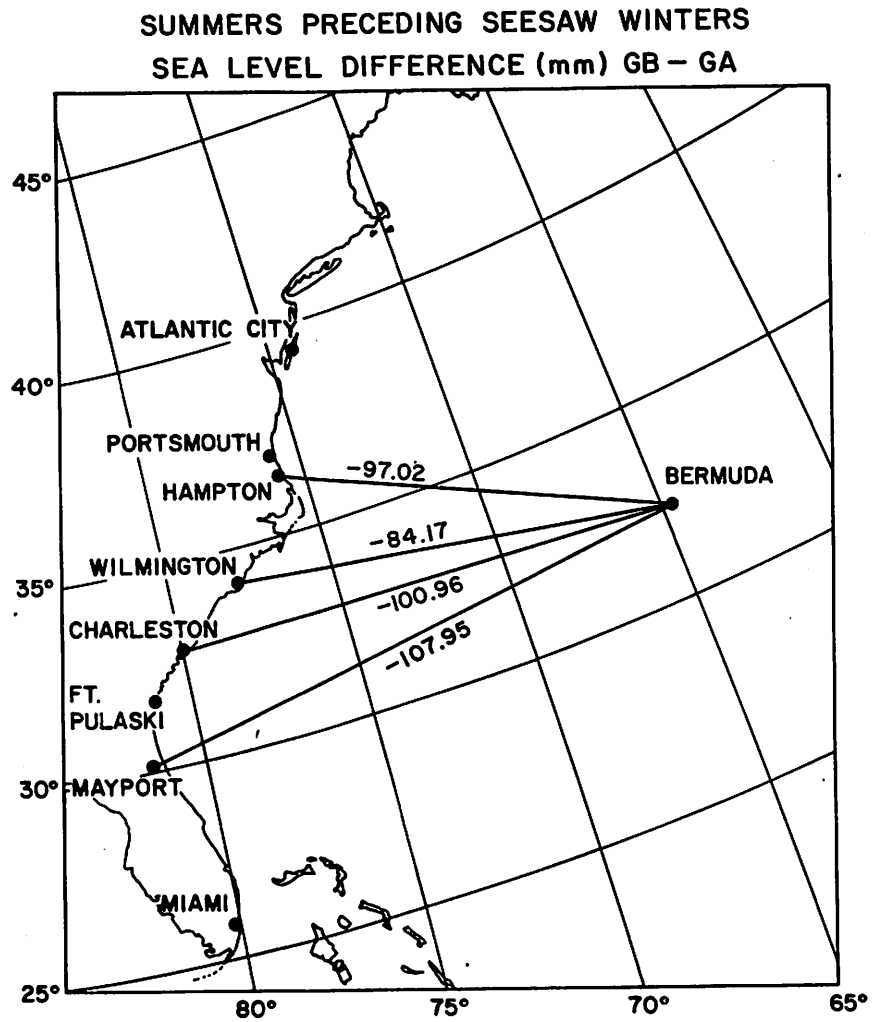 SUMMERS PRECEDING SEESAW WINTERS
SEA LEVEL DIFFERENCE (mm) GB – GA
45°
ATLANTIC CITY
40°
PORTSMOUTH
-97.02
BERMUDA
HAMPTON
-84.17
WILMINGTON
35°
-100.96
CHARLESTON
-107.95
FT.
PULASKI
30°
MAYPORT
MIAMI
25°
80°
75°
70°
65°